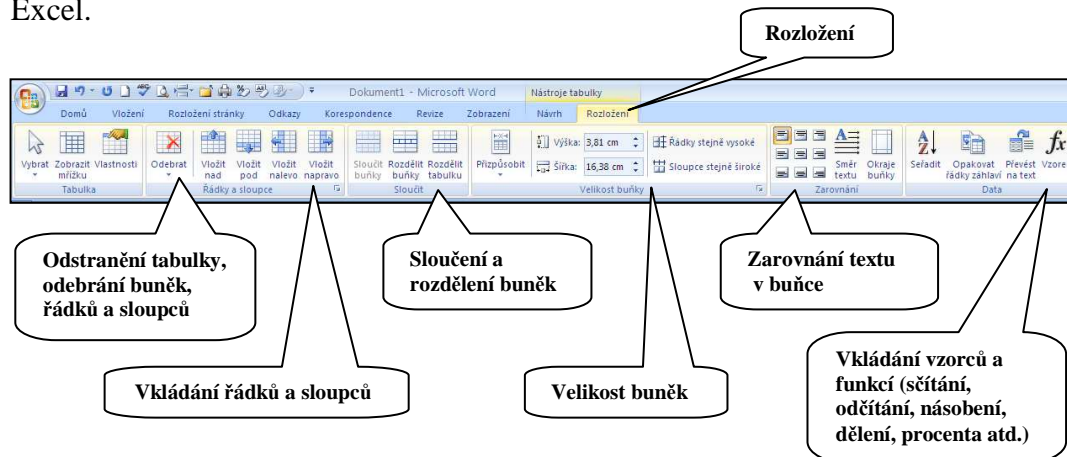 Excel.
Rozložení
Dokument1 - Microsoft Word
Nástroje tabulky
Domů Vložení Rozložení stránky Odkazy Korespondence Revize Zobrazení Návrh Rozložení
Vybrat Zobrazit mřížku Vlastnosti
Tabulka
Odebrat Vložit nad Vložit pod Vložit nalevo Vložit napravo
Řádky a sloupce
Sloučit buňky Rozdělit buňky Rozdělit tabulku
Sloučit
Přizpůsobit
Výška: 3,81 cm Řádky stejně vysoké
Šířka: 16,38 cm Sloupce stejně široké
Velikost buňky
Směr textu Okraje buňky
Zarovnání
Seřadit Opakovat řádky záhlaví Převést na text Vzore
Data
Odstranění tabulky,
odebrání buněk,
řádků a sloupců
Sloučení a
rozdělení buněk
Zarovnání textu
v buňce
Vkládání řádků a sloupců
Velikost buněk
Vkládání vzorců a
funkcí (sčítání,
odčítání, násobení,
dělení, procenta atd.)